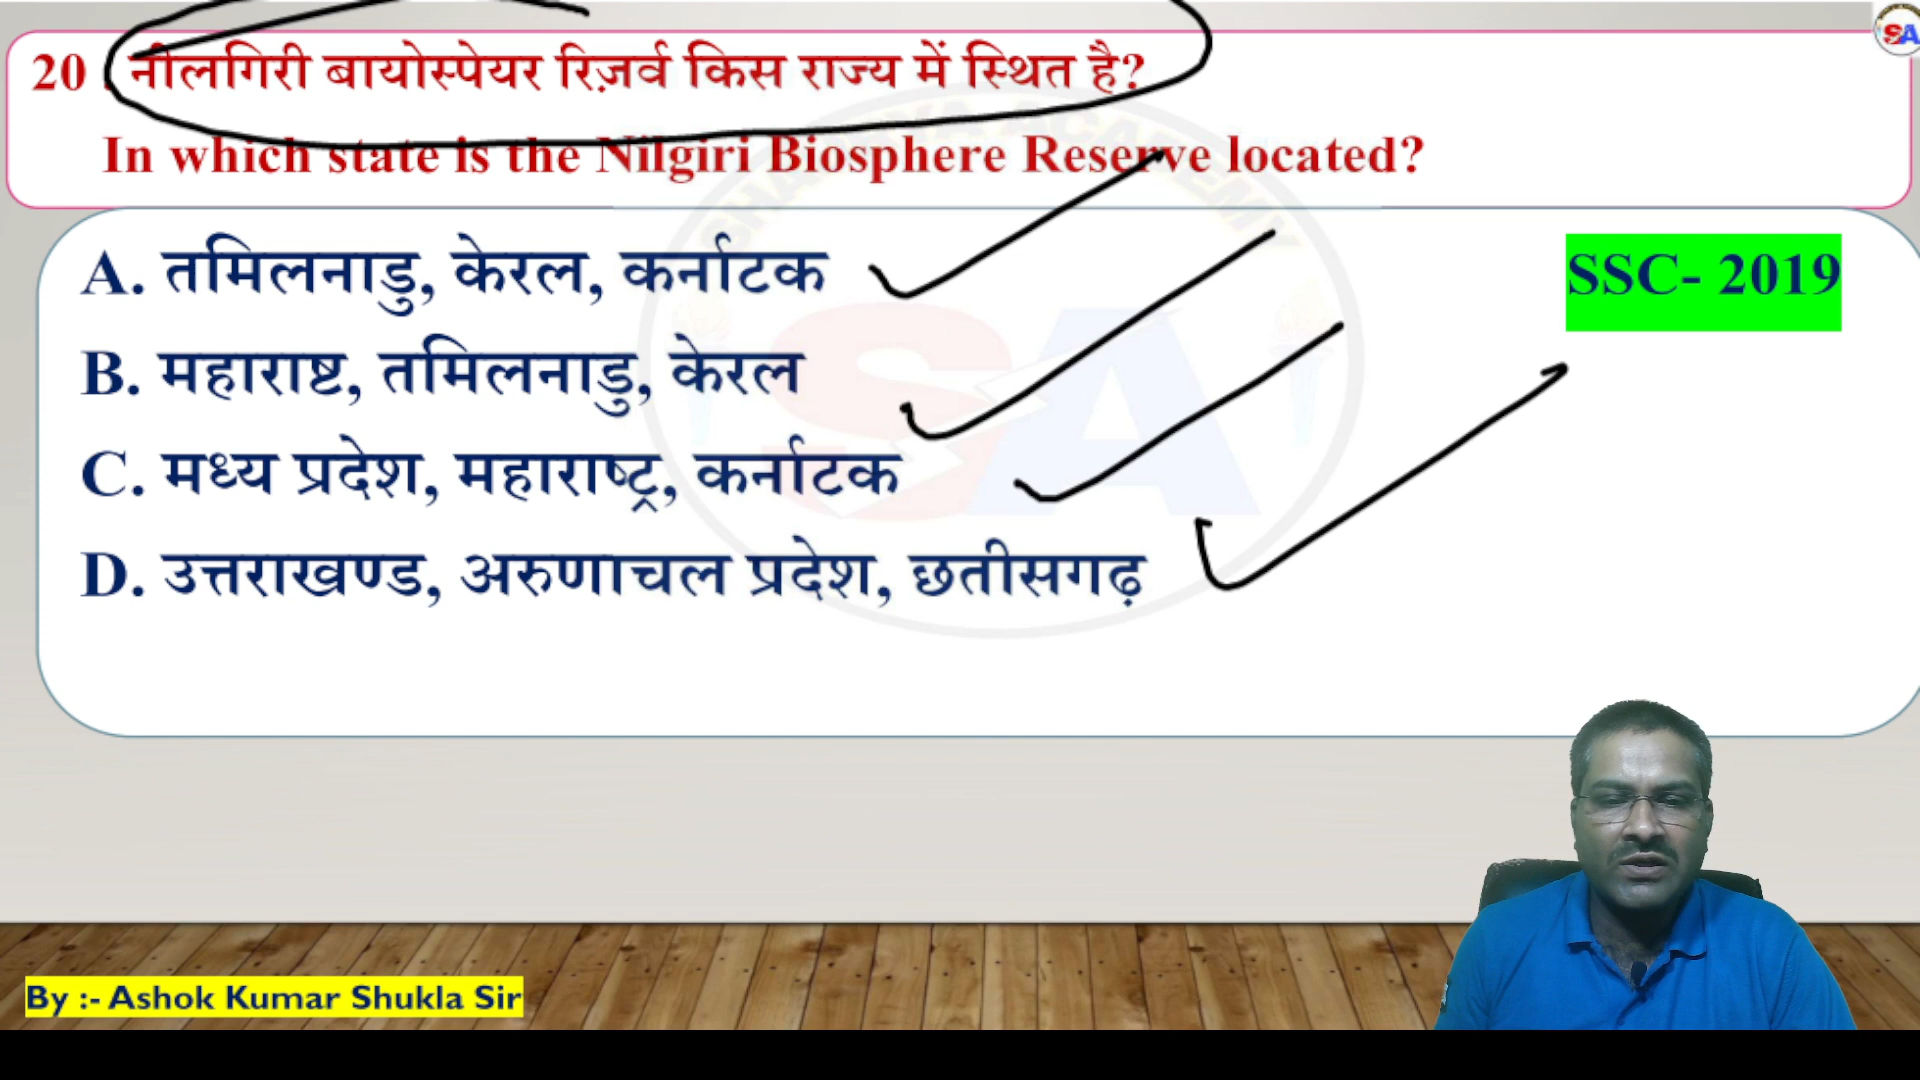 20 . नीलगिरी बायोस्पेयर रिज़र्व किस राज्य में स्थित है?
In which state is the Nilgiri Biosphere Reserve located?
A. तमिलनाडु, केरल, कर्नाटक
SSC- 2019
B. महाराष्ट, तमिलनाडु, केरल
C. मध्य प्रदेश, महाराष्ट्र, कर्नाटक
D. उत्तराखण्ड, अरुणाचल प्रदेश, छतीसगढ़
By :- Ashok Kumar Shukla Sir
SA